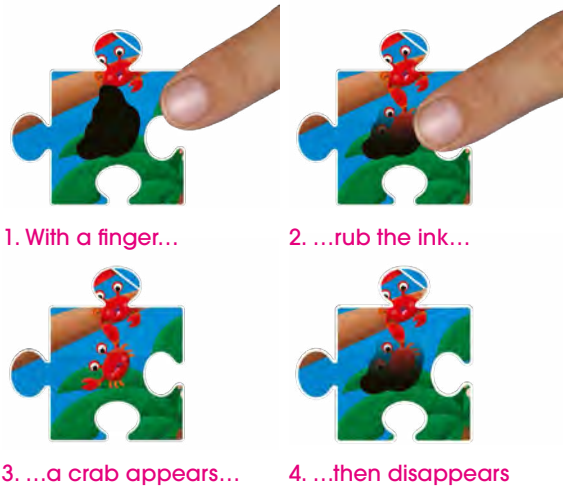 1. With a finger…
2. …rub the ink…
3. …a crab appears…
4. …then disappears